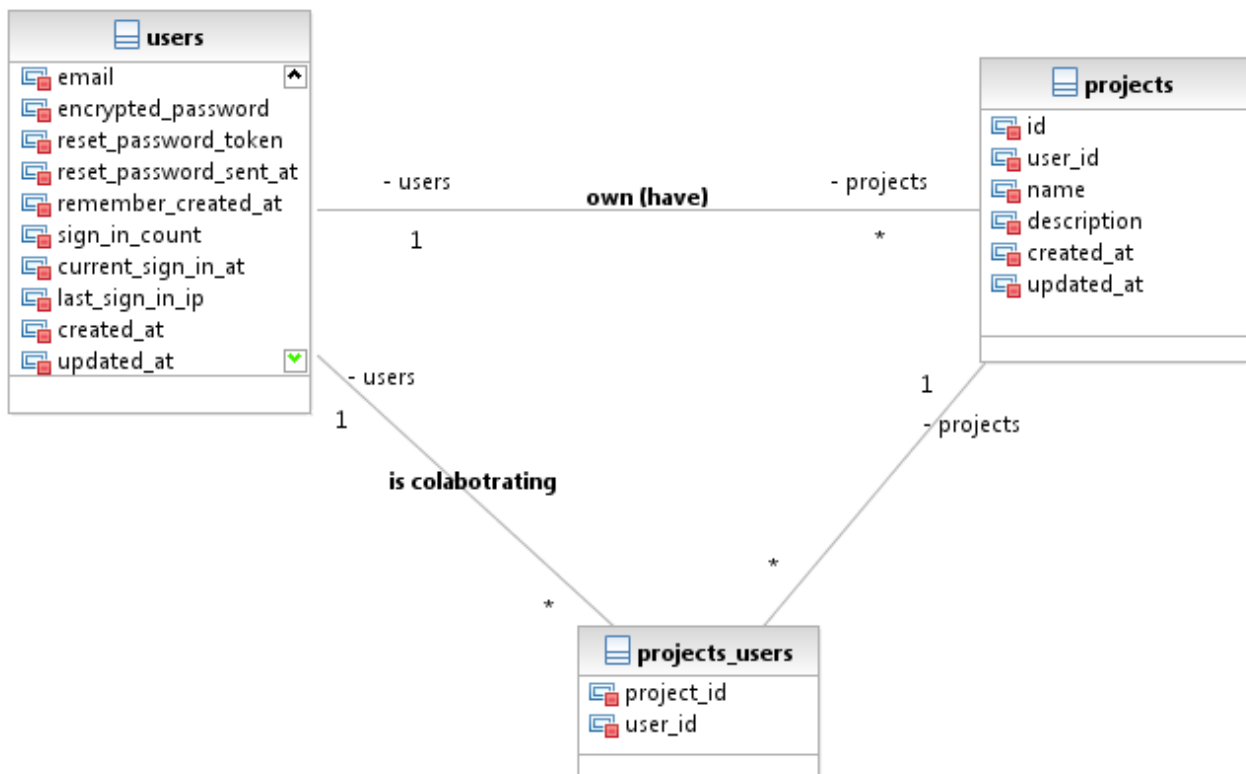 users
email
encrypted_password
reset_password_token
reset_password_sent_at
remember_created_at
sign_in_count
current_sign_in_at
last_sign_in_ip
created_at
updated_at
- users
own (have)
- projects
1
*
projects
id
user_id
name
description
created_at
updated_at
- users
1
is colabotrating
*
1
- projects
*
projects_users
project_id
user_id